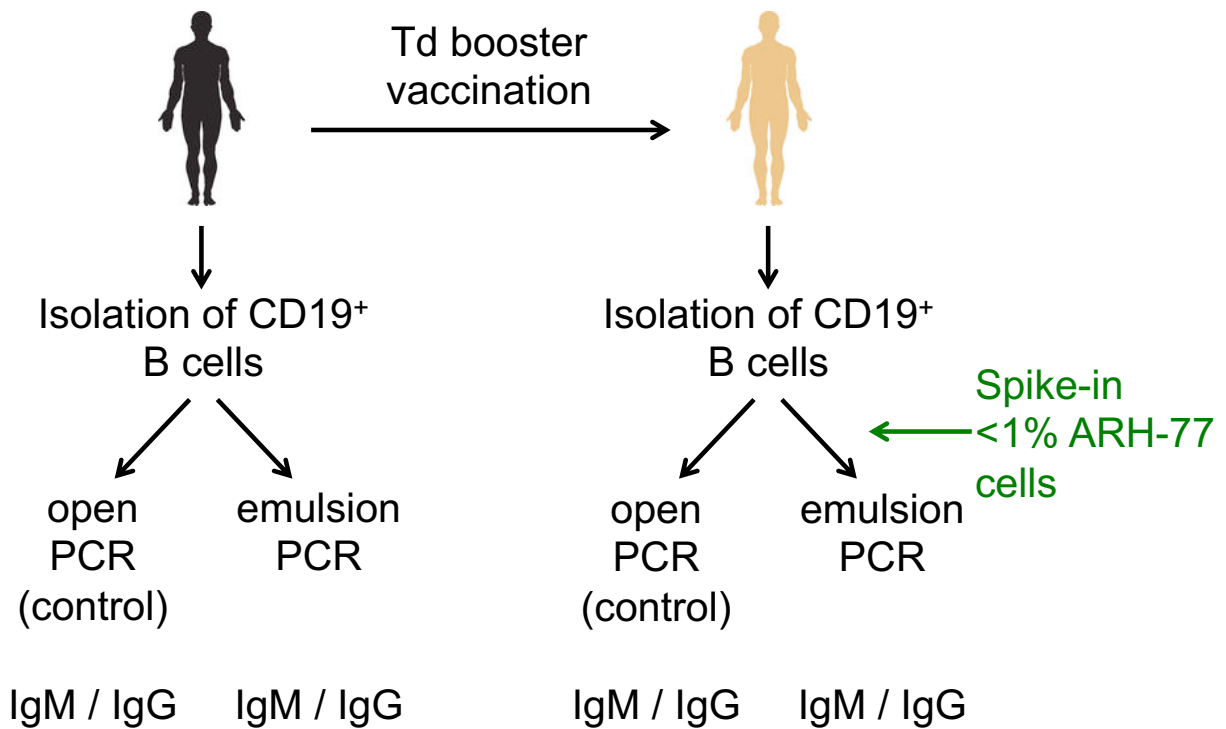 Td booster
vaccination
Isolation of CD19⁺
B cells
Isolation of CD19⁺
B cells
Spike-in
<1% ARH-77
cells
open
PCR
(control)
emulsion
PCR
open
PCR
(control)
emulsion
PCR
IgM / IgG
IgM / IgG
IgM / IgG
IgM / IgG